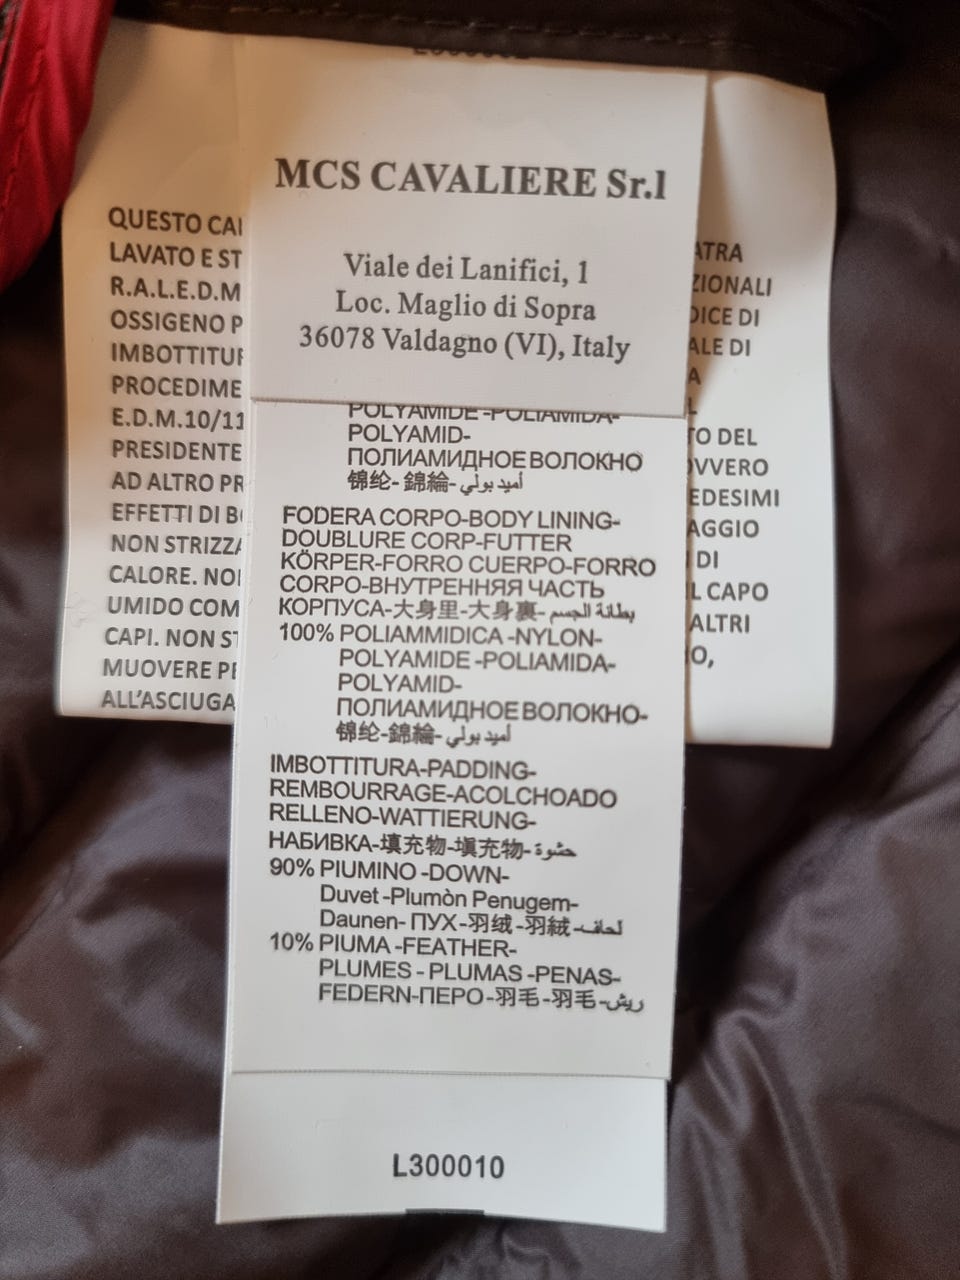 MCS CAVALIERE Sr.l
Viale dei Lanifici, 1
Loc. Maglio di Sopra
36078 Valdagno (VI), Italy
POLYAMIDE-POLIAMIDA-
POLYAMID-
ПОЛИАМИДНОЕ ВОЛОКНО
锦纶- 錦綸- أميد بولي
FODERA CORPO-BODY LINING-
DOUBLURE CORP-FUTTER
KÖRPER-FORRO CUERPO-FORRO
CORPO-ВНУТРЕННЯЯ ЧАСТЬ
КОРПУСА-大身里-大身裏- بطانة الجسم
100% POLIAMMIDICA -NYLON-
POLYAMIDE -POLIAMIDA-
POLYAMID-
ПОЛИАМИДНОЕ ВОЛОКНО-
锦纶-錦綸- أميد بولي
IMBOTTITURA-PADDING-
REMBOURRAGE-ACOLCHOADO
RELLENO-WATTIERUNG-
НАБИВКА-填充物-塡充物- حشوة
90% PIUMINO -DOWN-
Duvet -Plumòn Penugem-
Daunen- ПУХ-羽绒-羽絨- لحاف
10% PIUMA -FEATHER-
PLUMES - PLUMAS -PENAS-
FEDERN-ПЕРО -羽毛 -羽毛- ريش
L300010
QUESTO CA
LAVATO E ST
R.A.L.E.D.M
OSSIGENO P
IMBOTTITU
PROCEDIME
E.D.M.10/11
PRESIDENTE
AD ALTRO PR
EFFETTI DI B
NON STRIZZA
CALORE. NO
UMIDO COM
CAPI. NON S
MUOVERE P
ALL'ASCIUGA
ATRA
ZIONALI
DICE DI
ALE DI
A
L
TO DEL
OVVERO
EDESIMI
AGGIO
DI
L CAPO
ALTRI
IO,